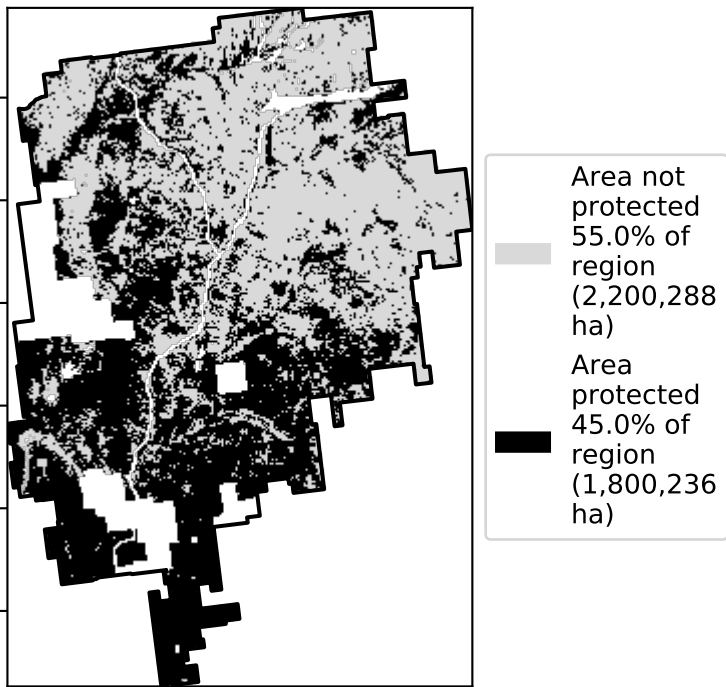 Area not
protected
55.0% of
region
(2,200,288
ha)
Area
protected
45.0% of
region
(1,800,236
ha)